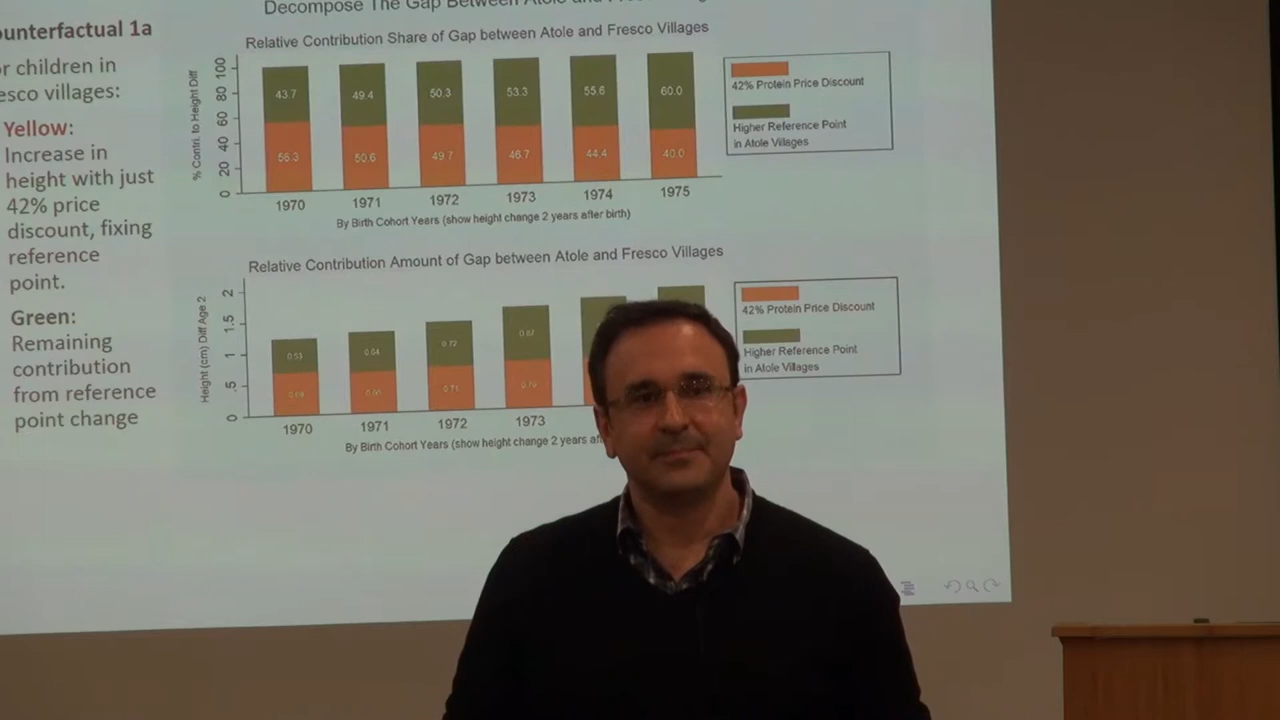 Decompose The Gap Between Atole and
ounterfactual 1a
r children in
esco villages:
Yellow:
Increase in
height with just
42% price
discount, fixing
reference
point.
Green:
Remaining
contribution
from reference
point change
Relative Contribution Share of Gap between Atole and Fresco Villages
% Contri. to Height Diff
100
80
60
40
20
0
43.7 49.4 50.3 53.3 55.6 60.0
56.3 50.6 49.7 46.7 44.4 40.0
1970 1971 1972 1973 1974 1975
By Birth Cohort Years (show height change 2 years after birth)
42% Protein Price Discount
Higher Reference Point
in Atole Villages
Relative Contribution Amount of Gap between Atole and Fresco Villages
Height (cm) Diff Age 2
2
1.5
1
.5
0
0.53 0.64 0.72 0.87
0.71
1970 1971 1972 1973
By Birth Cohort Years (show height change 2 years af
42% Protein Price Discount
Higher Reference Point
in Atole Villages